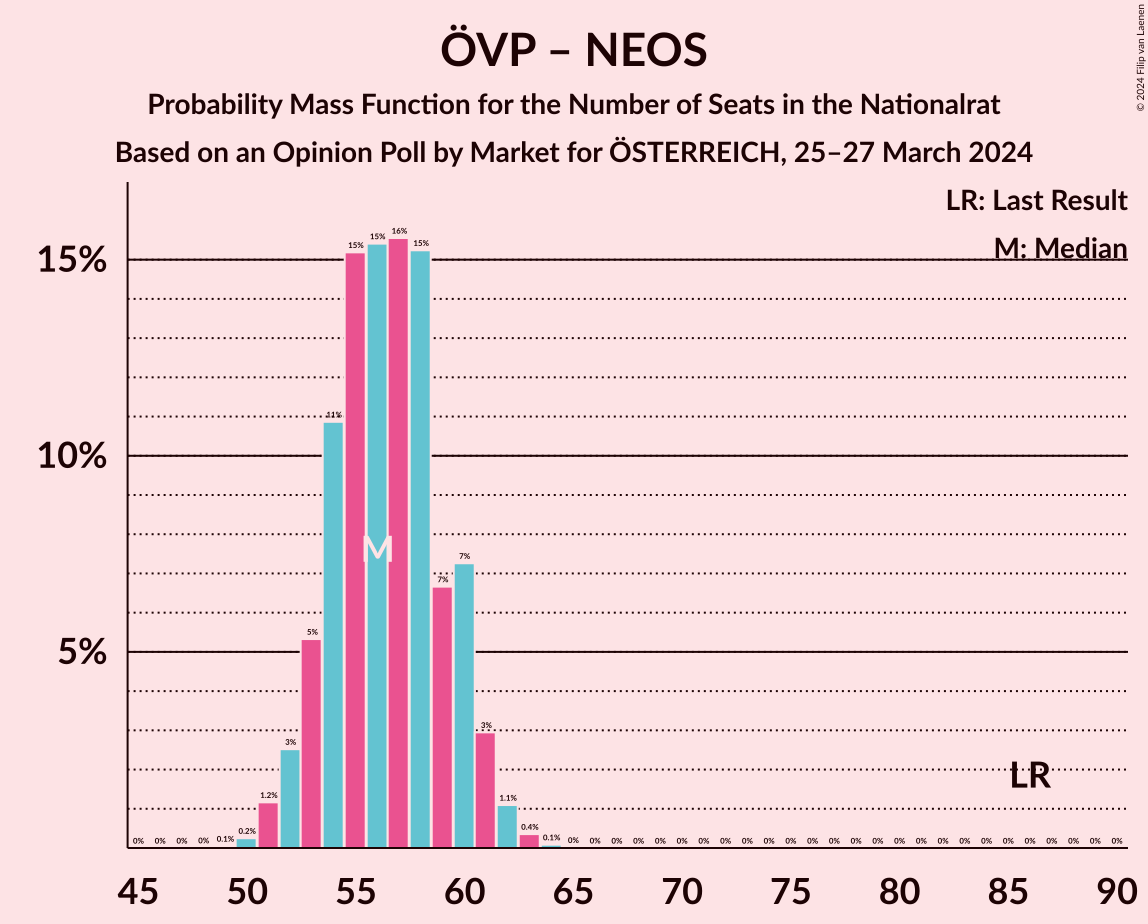 ÖVP – NEOS
Probability Mass Function for the Number of Seats in the Nationalrat
Based on an Opinion Poll by Market for ÖSTERREICH, 25–27 March 2024
© 2024 Filip van Laenen
LR: Last Result
M: Median
15%
10%
5%
0% 0% 0% 0% 0.1% 0.2% 1.2% 3% 5% 11% 15% 15% 16% 15% 7% 7% 3% 1.1% 0.4% 0.1% 0% 0% 0% 0% 0% 0% 0% 0% 0% 0% 0% 0% 0% 0% 0% 0% 0% 0% 0% 0% 0% 0% 0% 0% 0% 0%
M
LR
45 50 55 60 65 70 75 80 85 90